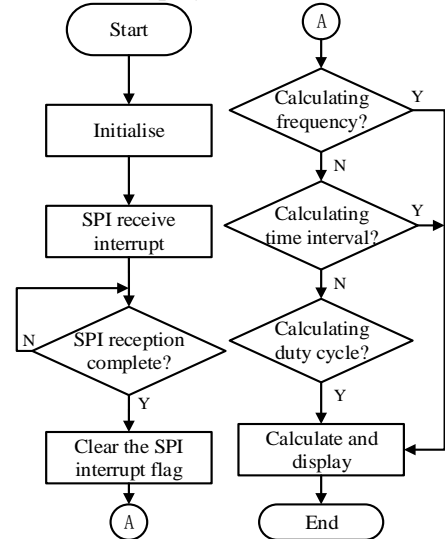 Start
Initialise
SPI receive
interrupt
N
SPI reception
complete?
Y
Clear the SPI
interrupt flag
A
A
Calculating
frequency?
Y
N
Calculating
time interval?
Y
N
Calculating
duty cycle?
Y
Calculate and
display
End